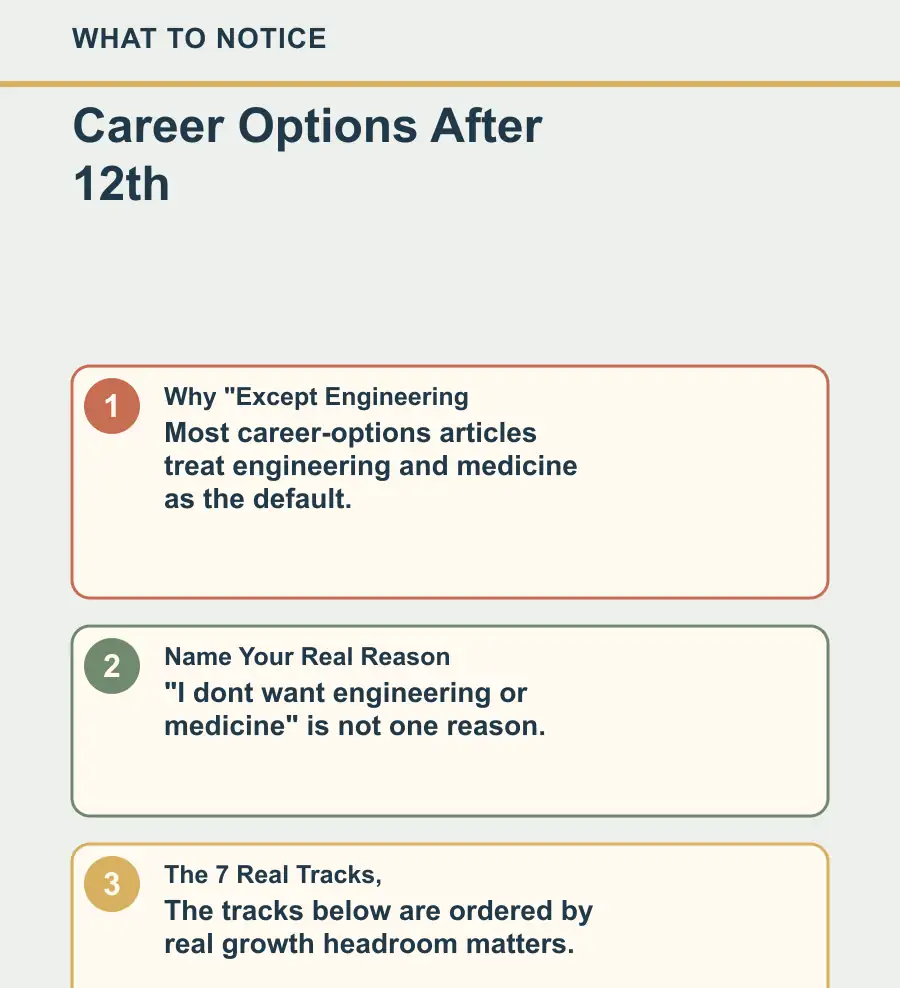 WHAT TO NOTICE
Career Options After
12th
1
Why "Except Engineering
Most career-options articles
treat engineering and medicine
as the default.
2
Name Your Real Reason
"I dont want engineering or
medicine" is not one reason.
3
The 7 Real Tracks,
The tracks below are ordered by
real growth headroom matters.